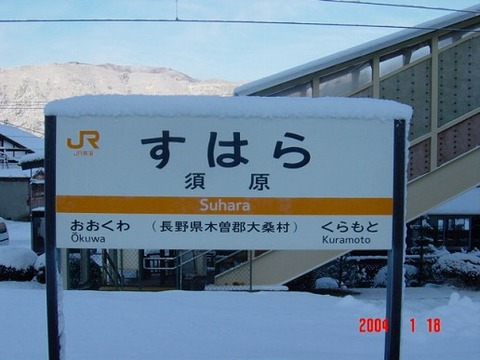 JR
JR東海
すはら
須原
Suhara
おおくわ (長野県木曽郡大桑村) くらもと
Ōkuwa Kuramoto
2004 1 18